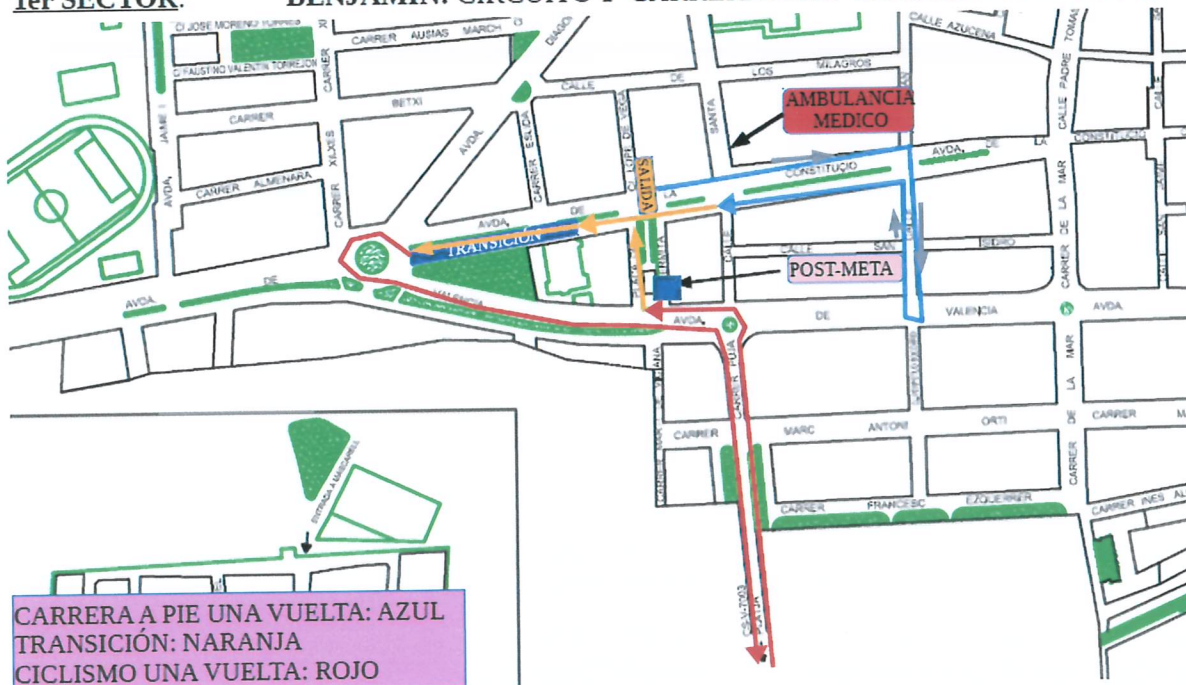 1er SECTOR:
C/ JOSE MORENO TORRES
CARRER AUSIAS MARCH
CALLE AZUCENA
C/ FAUSTINO VALENTIN TORREJON
CALLE DE LOS MILAGROS
BETXI
CARRER
CARRER XILXES
CARRER ALMENARA
AVDA. JAIME I
AVDA.
CARRER ESLIDA
C/ LOPE DE VEGA
SANTA
CALLE PADRE TOMAS
AMBULANCIA
MEDICO
SALIDA
AVDA. DE LA CONSTITUCIO
AVDA. DE LA CONSTITUCIO
TRANSICIÓN
CALLE SAN ISIDRO
CALLE
POST-META
AVDA. DE VALENCIA
AVDA. DE VALENCIA
AVDA.
CARRER DE LA MAR
CARRER PUJA
CARRER MARC ANTONI ORTI
CARRER
CARRER DE LA MAR
CARRER FRANCESC EZQUERRER
CARRER INES
ENTRADA A MASCARELL
CS-V-7002
PLATJA
CARRERA A PIE UNA VUELTA: AZUL
TRANSICIÓN: NARANJA
CICLISMO UNA VUELTA: ROJO